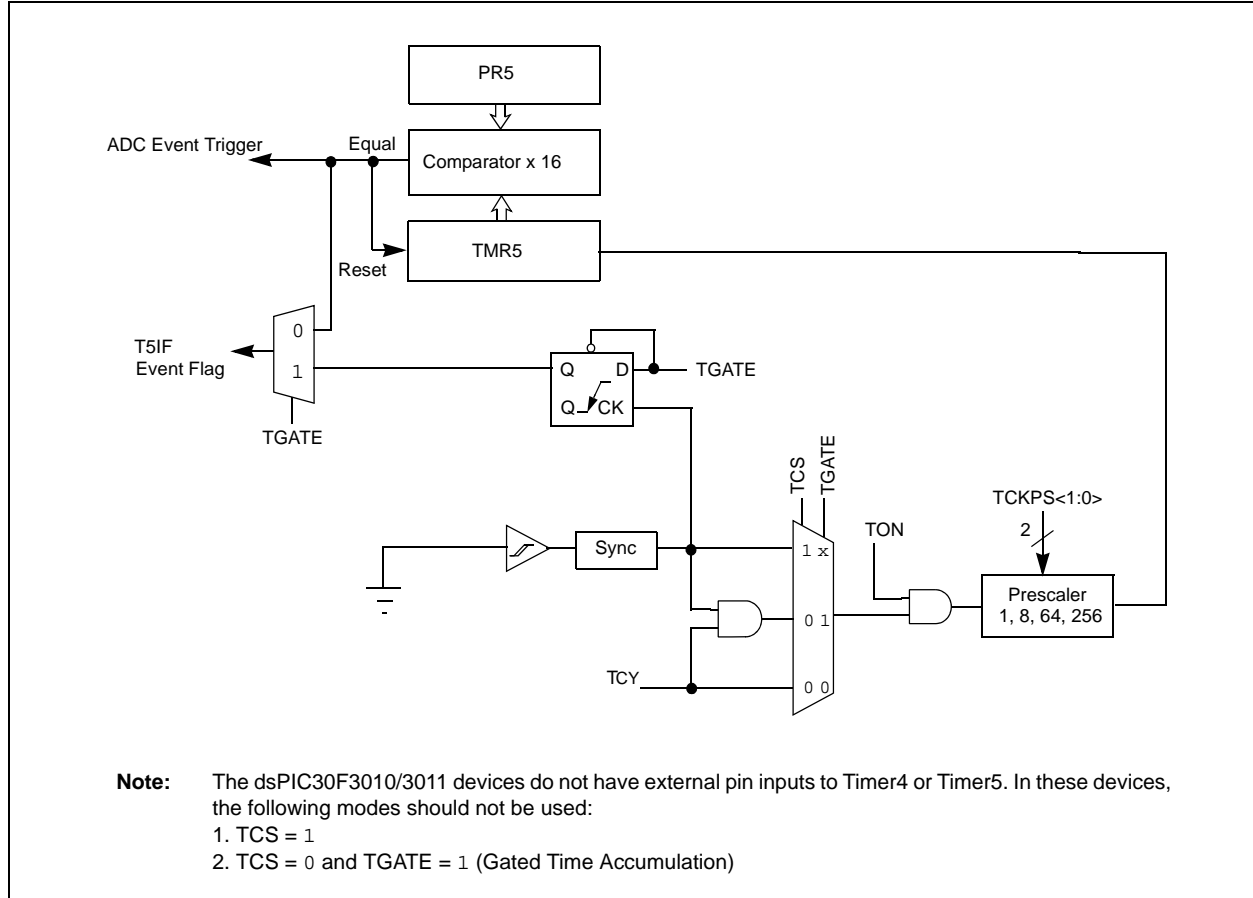 PR5
ADC Event Trigger
Equal
Comparator x 16
TMR5
Reset
0
T5IF
Event Flag
1
Q
D
TGATE
Q
CK
TGATE
TCS
TGATE
TCKPS<1:0>
2
TON
Sync
1 x
Prescaler
1, 8, 64, 256
0 1
TCY
0 0
Note: The dsPIC30F3010/3011 devices do not have external pin inputs to Timer4 or Timer5. In these devices,
the following modes should not be used:
1. TCS = 1
2. TCS = 0 and TGATE = 1 (Gated Time Accumulation)